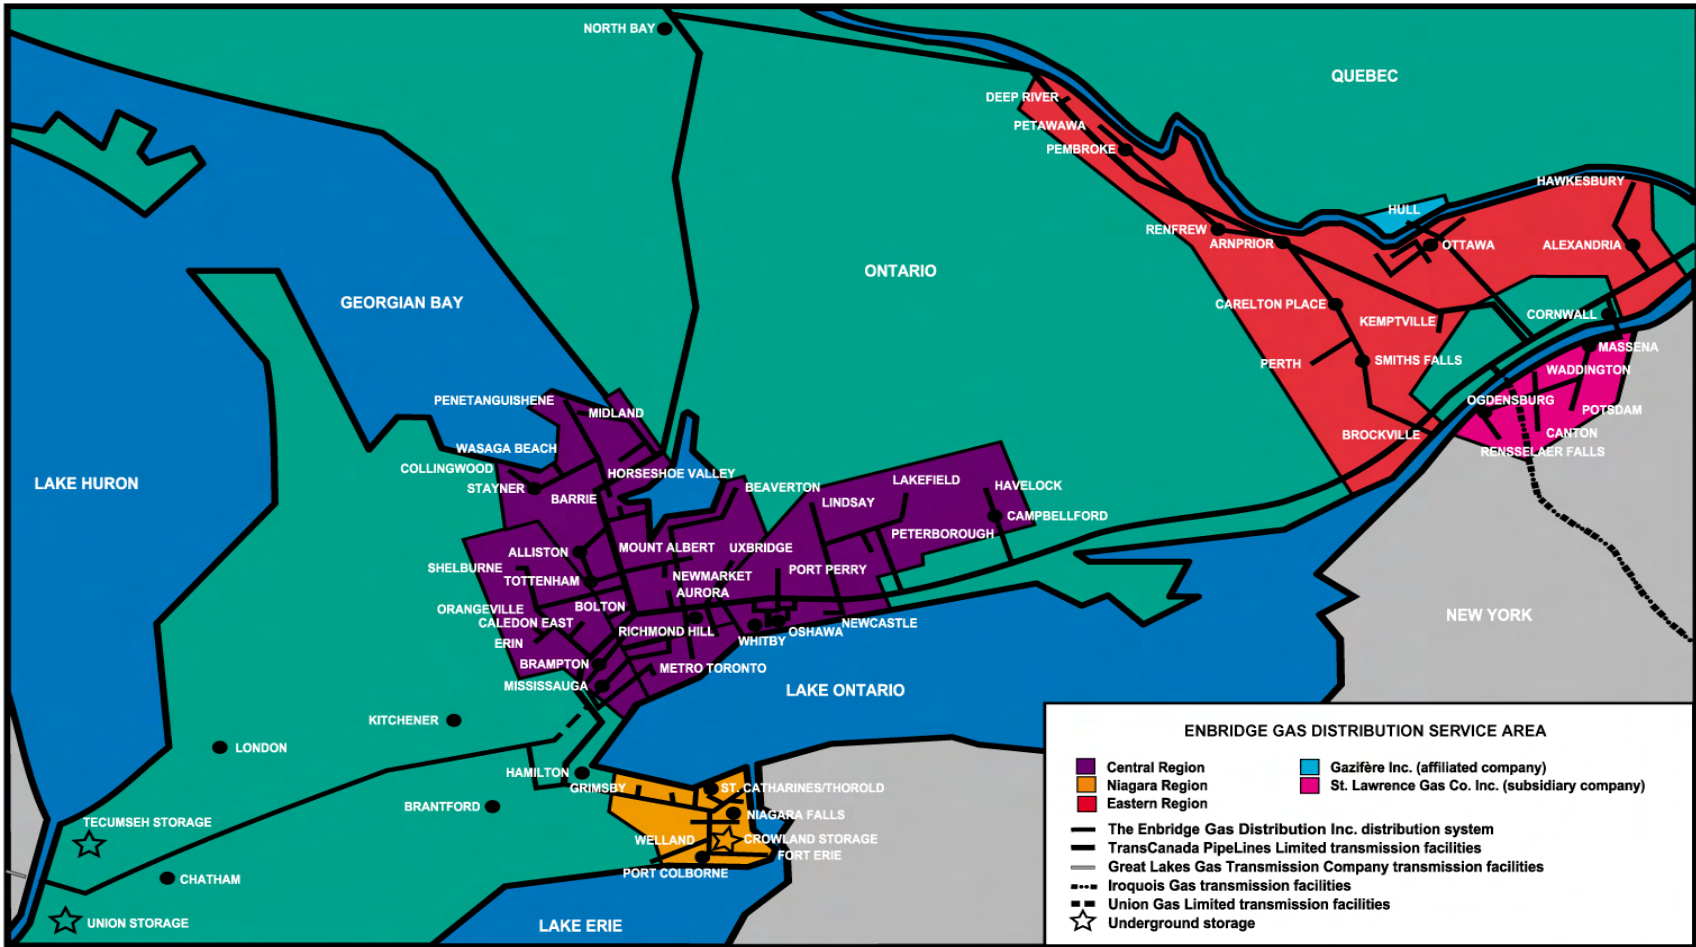 NORTH BAY
QUEBEC
DEEP RIVER
PETAWAWA
PEMBROKE
HAWKESBURY
HULL
RENFREW
ARNPRIOR
OTTAWA
ALEXANDRIA
ONTARIO
GEORGIAN BAY
CARELTON PLACE
KEMPTVILLE
CORNWALL
MASSENA
PERTH
SMITHS FALLS
WADDINGTON
PENETANGUISHENE
MIDLAND
OGDENSBURG
POTSDAM
BROCKVILLE
CANTON
RENSSELAER FALLS
WASAGA BEACH
COLLINGWOOD
HORSESHOE VALLEY
LAKE HURON
STAYNER
BARRIE
BEAVERTON
LAKEFIELD
HAVELOCK
LINDSAY
CAMPBELLFORD
PETERBOROUGH
ALLISTON
MOUNT ALBERT
UXBRIDGE
SHELBURNE
TOTTENHAM
NEWMARKET
PORT PERRY
AURORA
ORANGEVILLE
BOLTON
CALEDON EAST
RICHMOND HILL
WHITBY
OSHAWA
NEWCASTLE
NEW YORK
ERIN
BRAMPTON
METRO TORONTO
MISSISSAUGA
LAKE ONTARIO
KITCHENER
LONDON
HAMILTON
GRIMSBY
ST. CATHARINES/THOROLD
BRANTFORD
NIAGARA FALLS
TECUMSEH STORAGE
WELLAND
CROWLAND STORAGE
FORT ERIE
PORT COLBORNE
CHATHAM
UNION STORAGE
LAKE ERIE
ENBRIDGE GAS DISTRIBUTION SERVICE AREA
Central Region
Niagara Region
Eastern Region
Gazifère Inc. (affiliated company)
St. Lawrence Gas Co. Inc. (subsidiary company)
The Enbridge Gas Distribution Inc. distribution system
TransCanada PipeLines Limited transmission facilities
Great Lakes Gas Transmission Company transmission facilities
Iroquois Gas transmission facilities
Union Gas Limited transmission facilities
Underground storage